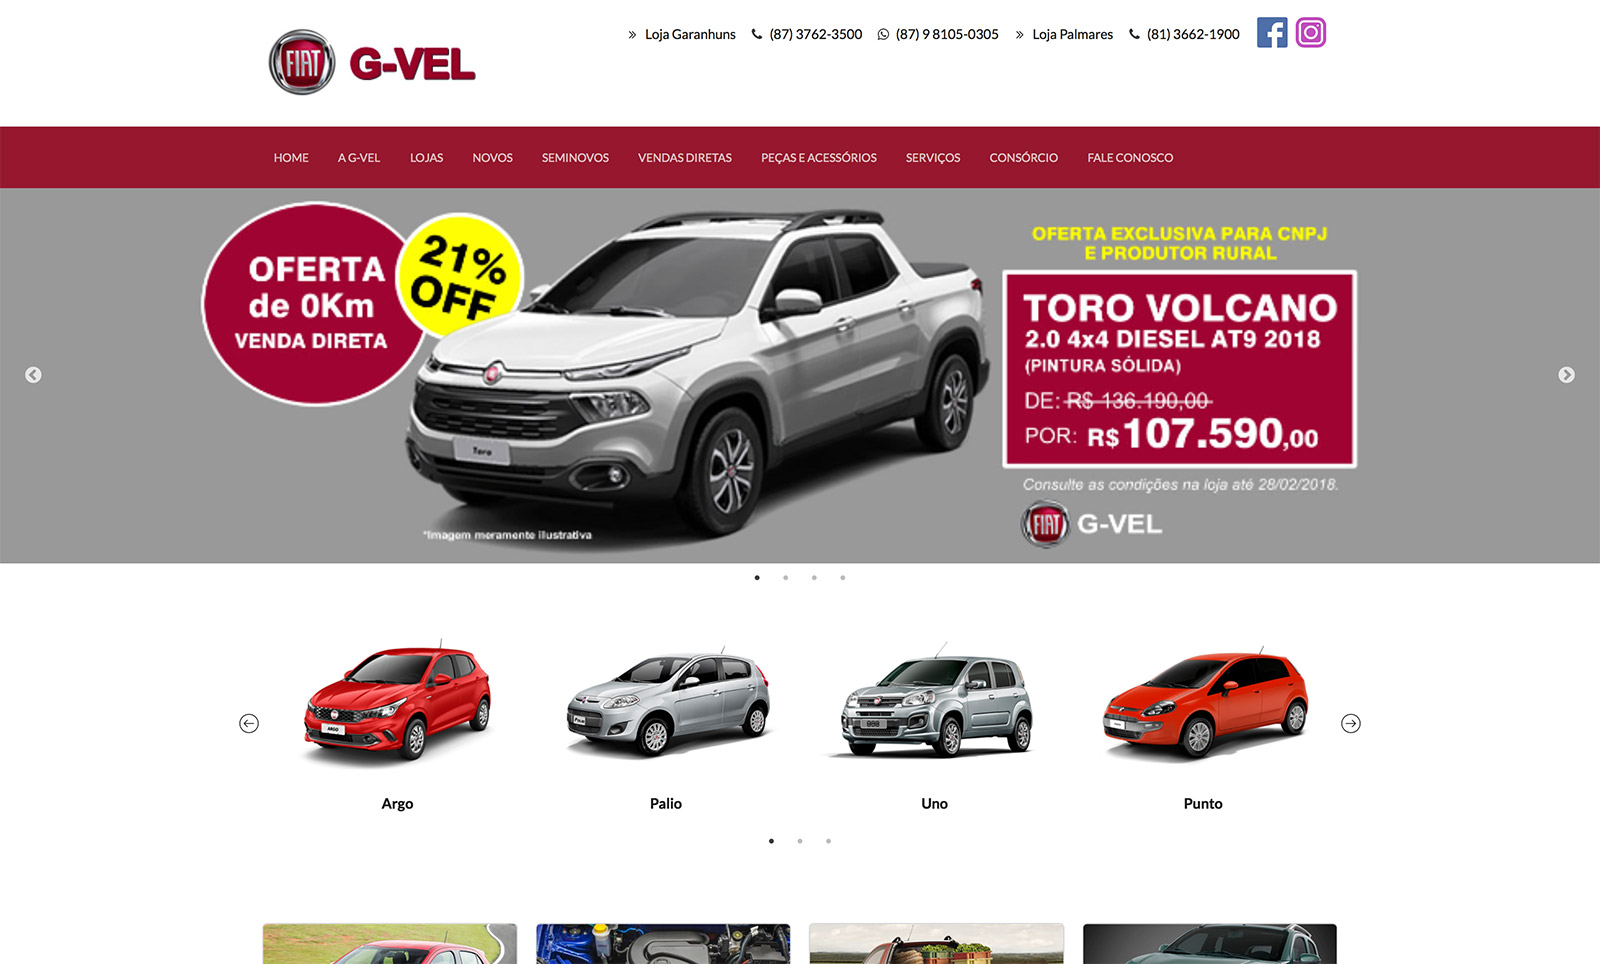 FIAT G-VEL
Loja Garanhuns (87) 3762-3500 (87) 9 8105-0305 Loja Palmares (81) 3662-1900
HOME A G-VEL LOJAS NOVOS SEMINOVOS VENDAS DIRETAS PEÇAS E ACESSÓRIOS SERVIÇOS CONSÓRCIO FALE CONOSCO
OFERTA
de 0Km
VENDA DIRETA
21%
OFF
Toro
*Imagem meramente ilustrativa
OFERTA EXCLUSIVA PARA CNPJ
E PRODUTOR RURAL
TORO VOLCANO
2.0 4x4 DIESEL AT9 2018
(PINTURA SÓLIDA)
DE: R$ 136.190,00
POR: R$107.590,00
Consulte as condições na loja até 28/02/2018.
FIAT G-VEL
ARGO
Palio
Argo
Palio
Uno
Punto